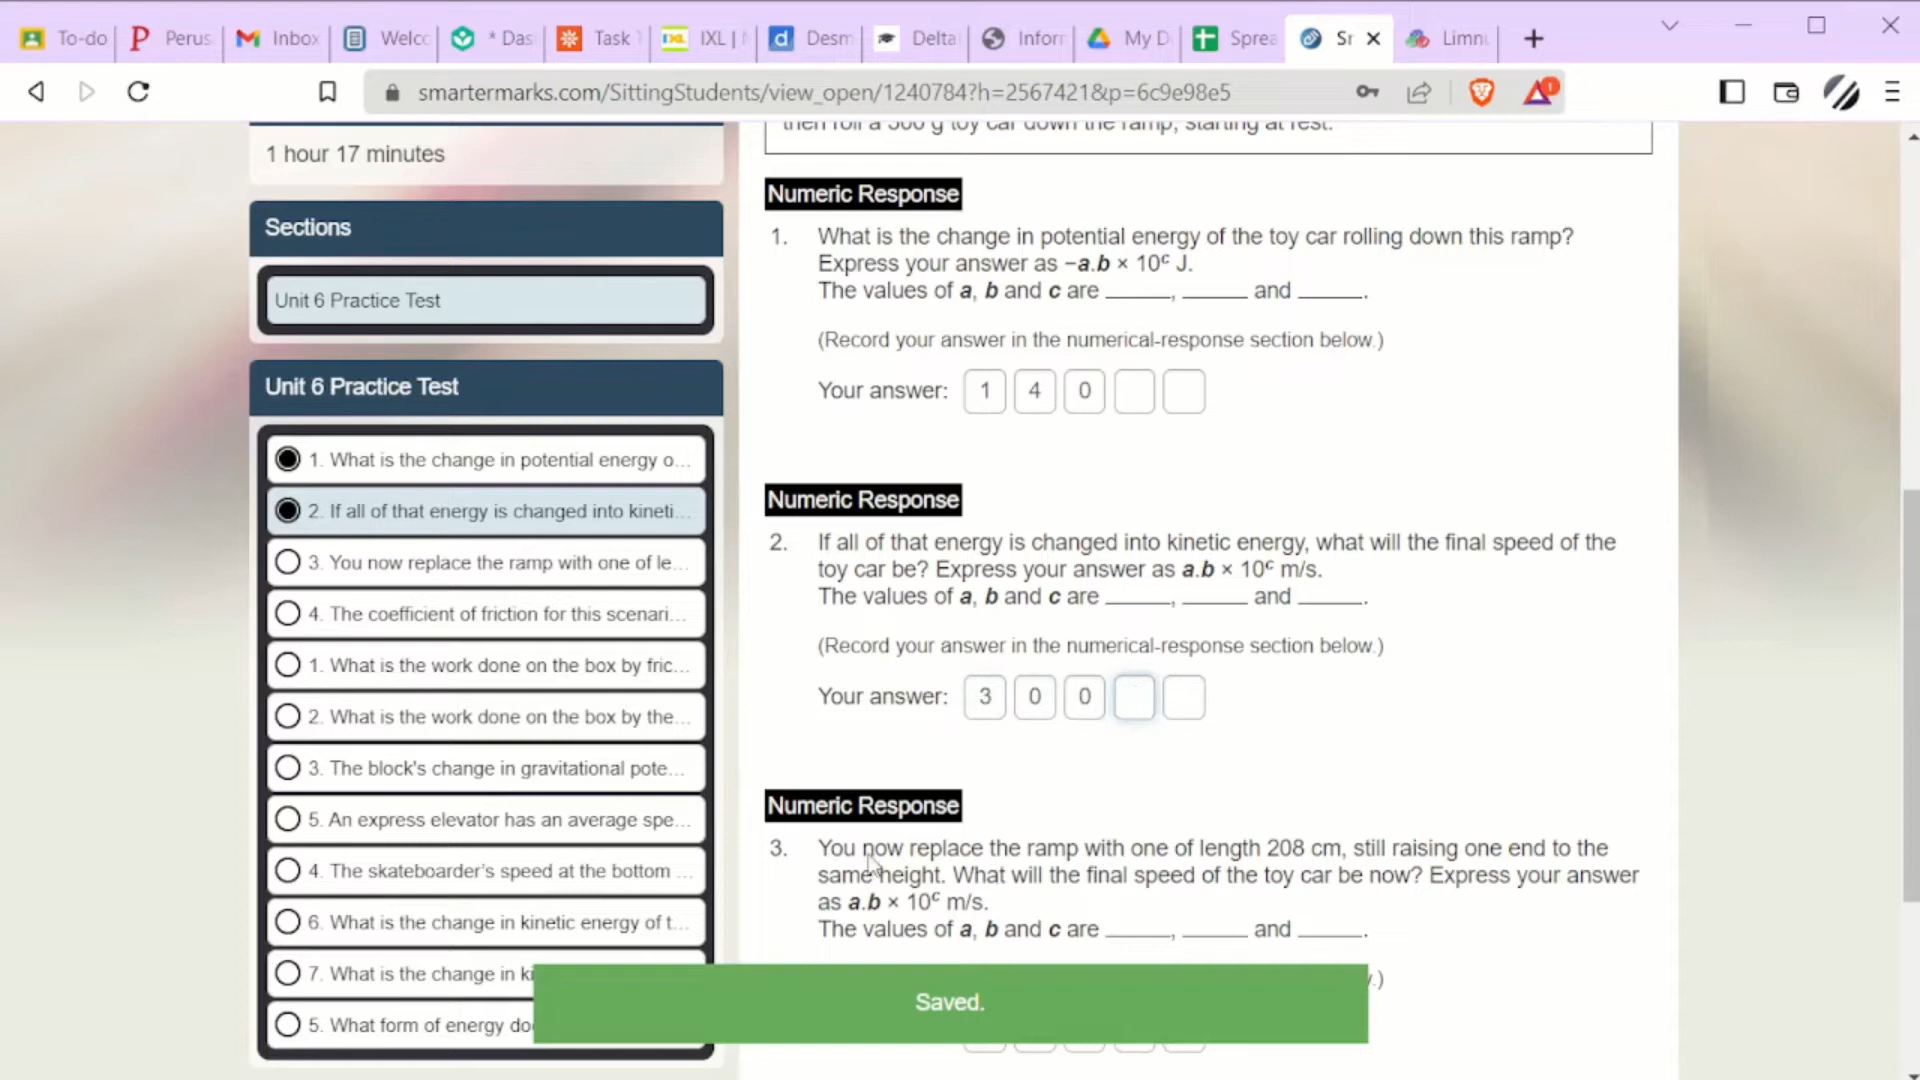 To-do
Perus
Inbox
Welc
* Das
Task
IXL |
Desm
Delta
Inforr
My D
Sprea
Sr
Limn
smartermarks.com/SittingStudents/view_open/1240784?h=2567421&p=6c9e98e5
1 hour 17 minutes
Sections
Unit 6 Practice Test
Unit 6 Practice Test
1. What is the change in potential energy o...
2. If all of that energy is changed into kineti...
3. You now replace the ramp with one of le...
4. The coefficient of friction for this scenari...
1. What is the work done on the box by fric...
2. What is the work done on the box by the...
3. The block's change in gravitational pote...
5. An express elevator has an average spe...
4. The skateboarder's speed at the bottom ...
6. What is the change in kinetic energy of t...
7. What is the change in ki
5. What form of energy do
then roll a 500 g toy car down the ramp, starting at rest.
Numeric Response
1. What is the change in potential energy of the toy car rolling down this ramp?
Express your answer as −a.b × 10ᶜ J.
The values of a, b and c are _____, _____ and _____.
(Record your answer in the numerical-response section below.)
Your answer: 1 4 0
Numeric Response
2. If all of that energy is changed into kinetic energy, what will the final speed of the
toy car be? Express your answer as a.b × 10ᶜ m/s.
The values of a, b and c are _____, _____ and _____.
(Record your answer in the numerical-response section below.)
Your answer: 3 0 0
Numeric Response
3. You now replace the ramp with one of length 208 cm, still raising one end to the
same height. What will the final speed of the toy car be now? Express your answer
as a.b × 10ᶜ m/s.
The values of a, b and c are _____, _____ and _____.
Saved.